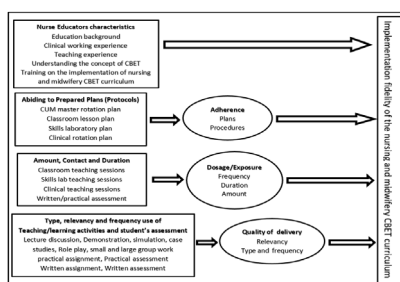 Nurse Educators characteristics
Education background
Clinical working experience
Teaching experience
Understanding the concept of CBET
Training on the implementation of nursing
and midwifery CBET curriculum
Abiding to Prepared Plans (Protocols)
CUM master rotation plan
Classroom lesson plan
Skills laboratory plan
Clinical rotation plan
Adherence
Plans
Procedures
Amount, Contact and Duration
Classroom teaching sessions
Skills lab teaching sessions
Clinical teaching sessions
Written/practical assessment
Dosage/Exposure
Frequency
Duration
Amount
Type, relevancy and frequency use of
Teaching/learning activities and student's assessment
Lecture discussion, Demonstration, simulation, case
studies, Role play, small and large group work
practical assignment, Practical assessment
Written assignment, Written assessment
Quality of delivery
Relevancy
Type and frequency
Implementation fidelity of the nursing and midwifery CBET curriculum